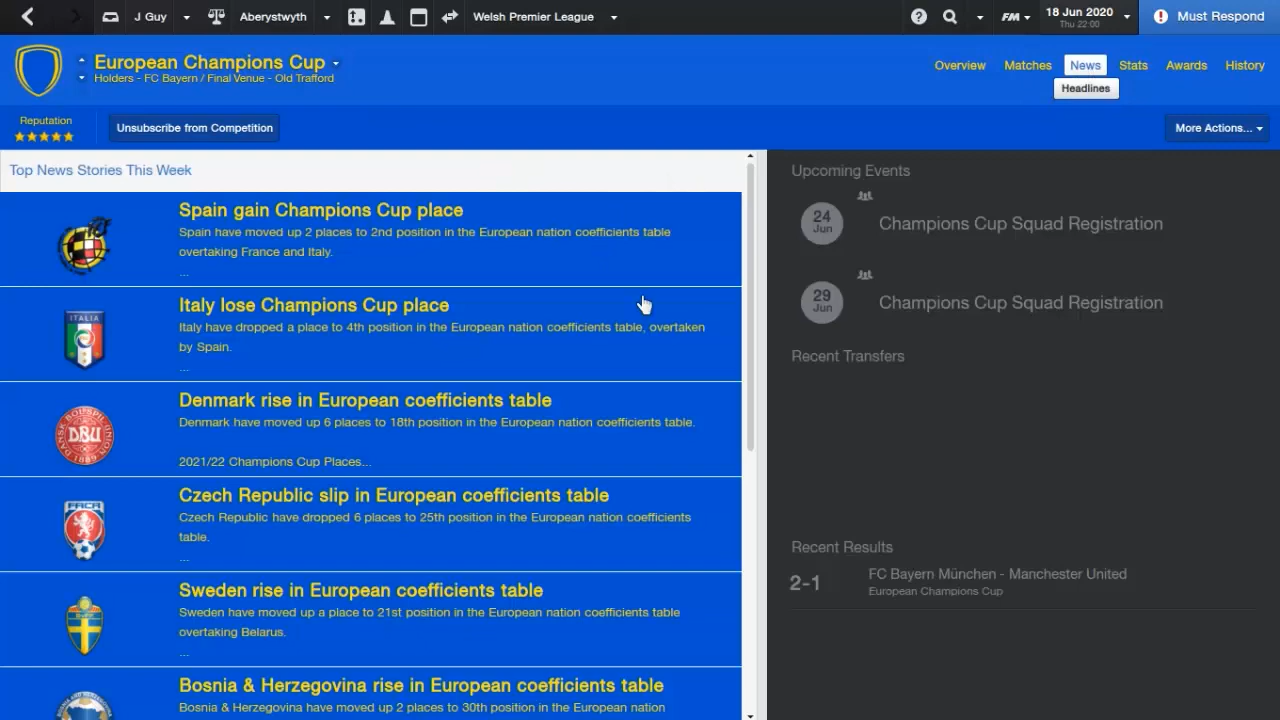 J Guy
Aberystwyth
Welsh Premier League
FM
18 Jun 2020
Thu 22:00
Must Respond
European Champions Cup
Holders - FC Bayern / Final Venue - Old Trafford
Overview
Matches
News
Stats
Awards
History
Headlines
Reputation
Unsubscribe from Competition
More Actions...
Top News Stories This Week
Spain gain Champions Cup place
Spain have moved up 2 places to 2nd position in the European nation coefficients table
overtaking France and Italy.
...
Italy lose Champions Cup place
Italy have dropped a place to 4th position in the European nation coefficients table, overtaken
by Spain.
...
Denmark rise in European coefficients table
Denmark have moved up 6 places to 18th position in the European nation coefficients table.
2021/22 Champions Cup Places...
Czech Republic slip in European coefficients table
Czech Republic have dropped 6 places to 25th position in the European nation coefficients
table.
...
Sweden rise in European coefficients table
Sweden have moved up a place to 21st position in the European nation coefficients table
overtaking Belarus.
...
Bosnia & Herzegovina rise in European coefficients table
Bosnia & Herzegovina have moved up 2 places to 30th position in the European nation
ITALIA
DBU
FACR
Upcoming Events
24
Jun
Champions Cup Squad Registration
29
Jun
Champions Cup Squad Registration
Recent Transfers
Recent Results
2-1
FC Bayern München - Manchester United
European Champions Cup